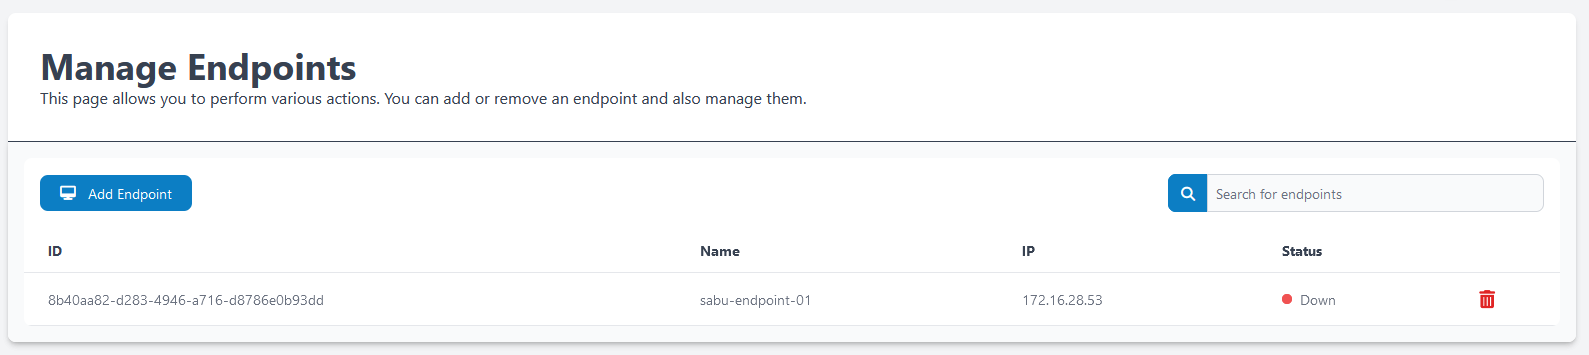 Manage Endpoints
This page allows you to perform various actions. You can add or remove an endpoint and also manage them.
Add Endpoint
Search for endpoints
ID Name IP Status
8b40aa82-d283-4946-a716-d8786e0b93dd sabu-endpoint-01 172.16.28.53 Down